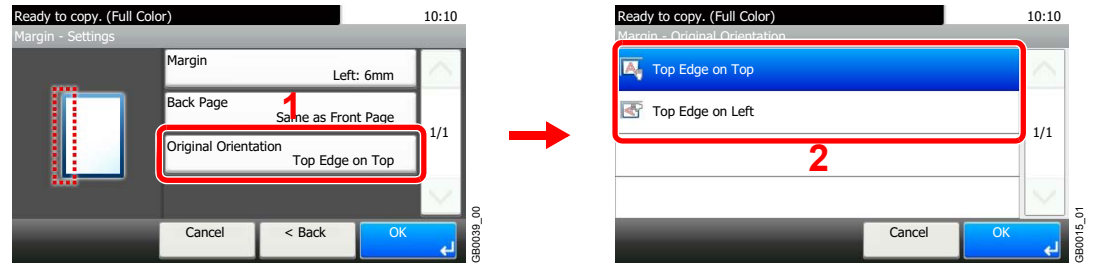 Ready to copy. (Full Color)
10:10
Margin - Settings
Margin
Left: 6mm
Back Page
Same as Front Page
1
1/1
Original Orientation
Top Edge on Top
Cancel
< Back
OK
GB0039_00
Ready to copy. (Full Color)
10:10
Margin - Original Orientation
A
Top Edge on Top
Top Edge on Left
1/1
2
Cancel
OK
GB0015_01